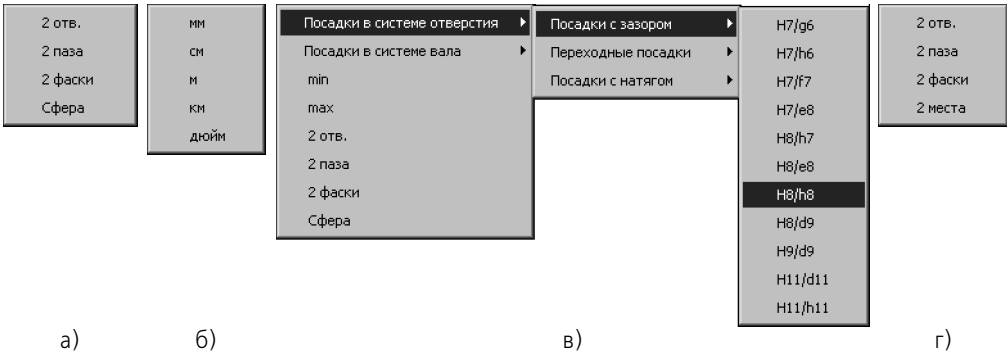 2 отв.
2 паза
2 фаски
Сфера
мм
см
м
км
дюйм
Посадки в системе отверстия
Посадки в системе вала
min
max
2 отв.
2 паза
2 фаски
Сфера
Посадки с зазором
Переходные посадки
Посадки с натягом
H7/g6
H7/h6
H7/f7
H7/e8
H8/h7
H8/e8
H8/h8
H8/d9
H9/d9
H11/d11
H11/h11
2 отв.
2 паза
2 фаски
2 места
а)
б)
в)
г)